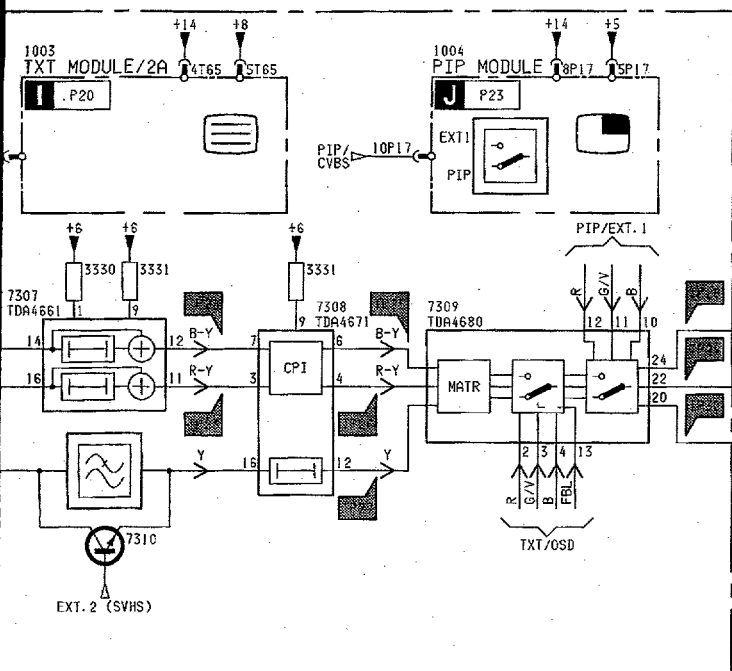 +14
+8
+14
+5
1003
TXT MODULE/2A
4T65
5T65
1004
PIP MODULE
8P17
5P17
I .P20
J P23
EXT1
PIP
PIP/
CVBS
10P17
+6
+6
+6
PIP/EXT.1
3330
3331
3331
R
G/V
B
7307
TDA4661
1
9
7308
TDA4671
9
7309
TDA4680
12 11 10
14
12
B-Y
7
CPI
6
B-Y
24
16
11
R-Y
3
4
R-Y
MATR
22
20
Y
16
12
Y
2 3 4 13
R
G/V
B
FBL
TXT/OSD
7310
EXT.2 (SVHS)